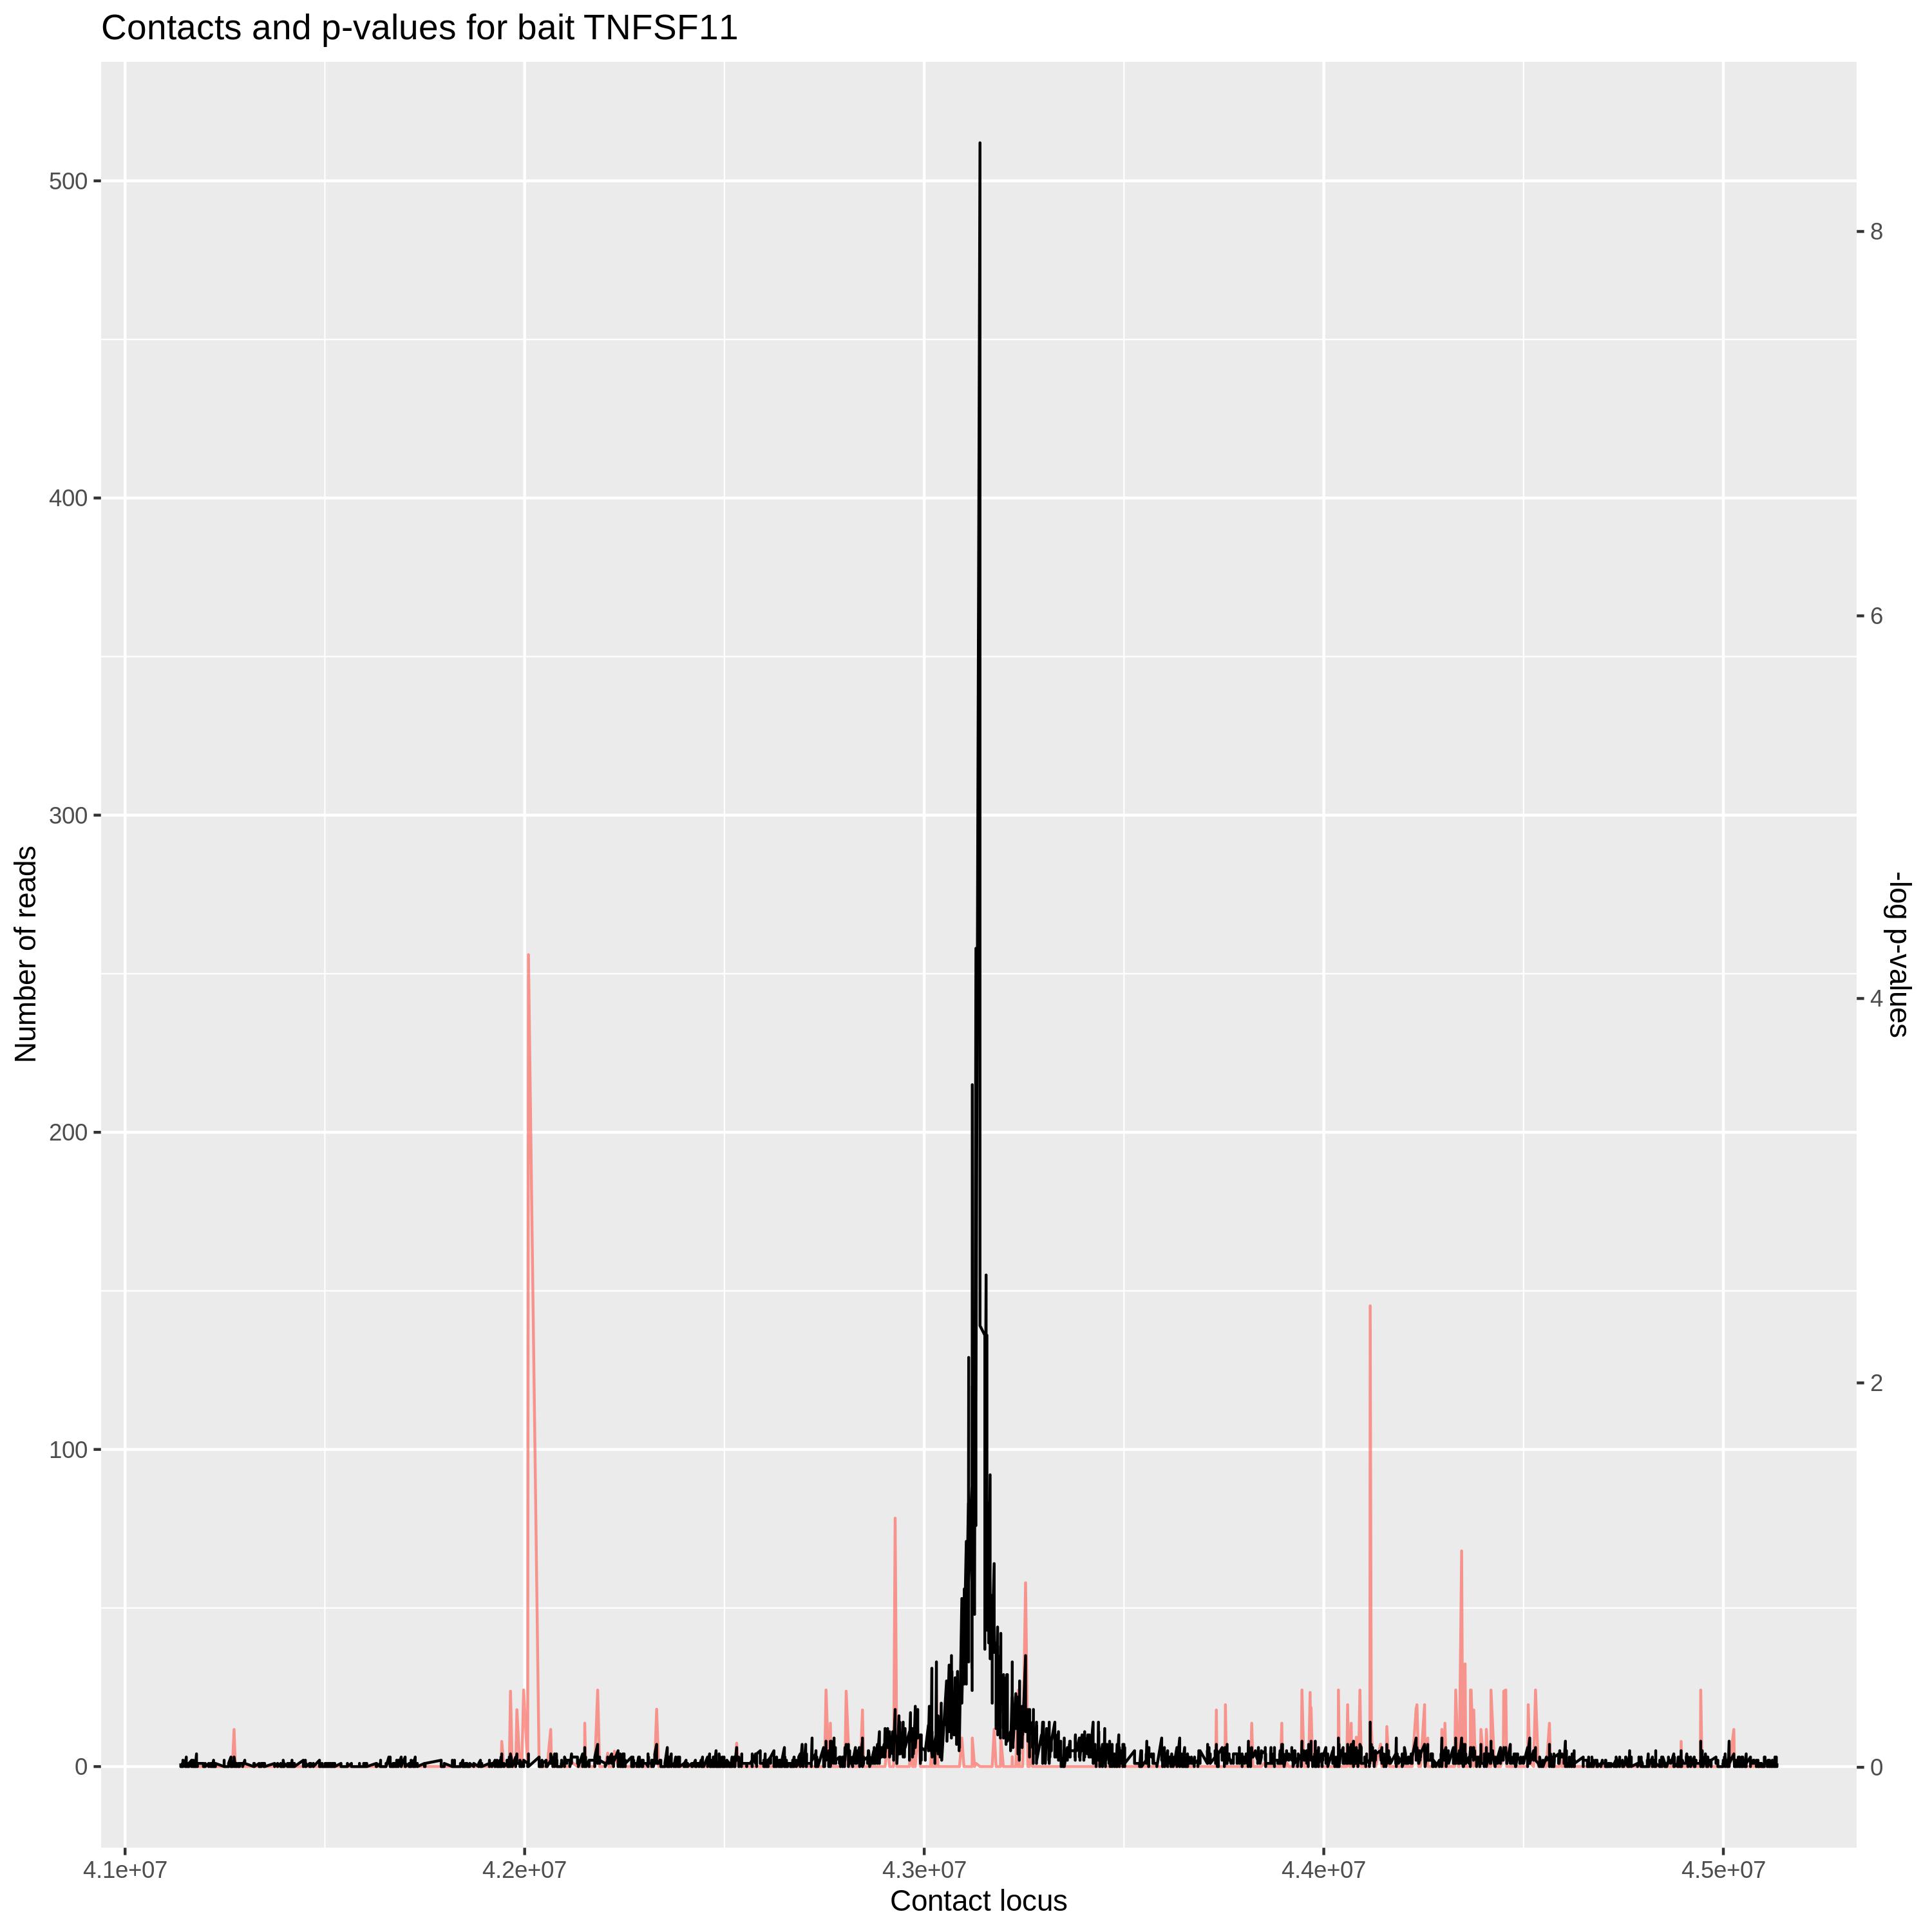 Contacts and p-values for bait TNFSF11
Number of reads
500
400
300
200
100
0
8
6
4
2
0
-log p-values
4.1e+07 4.2e+07 4.3e+07 4.4e+07 4.5e+07
Contact locus